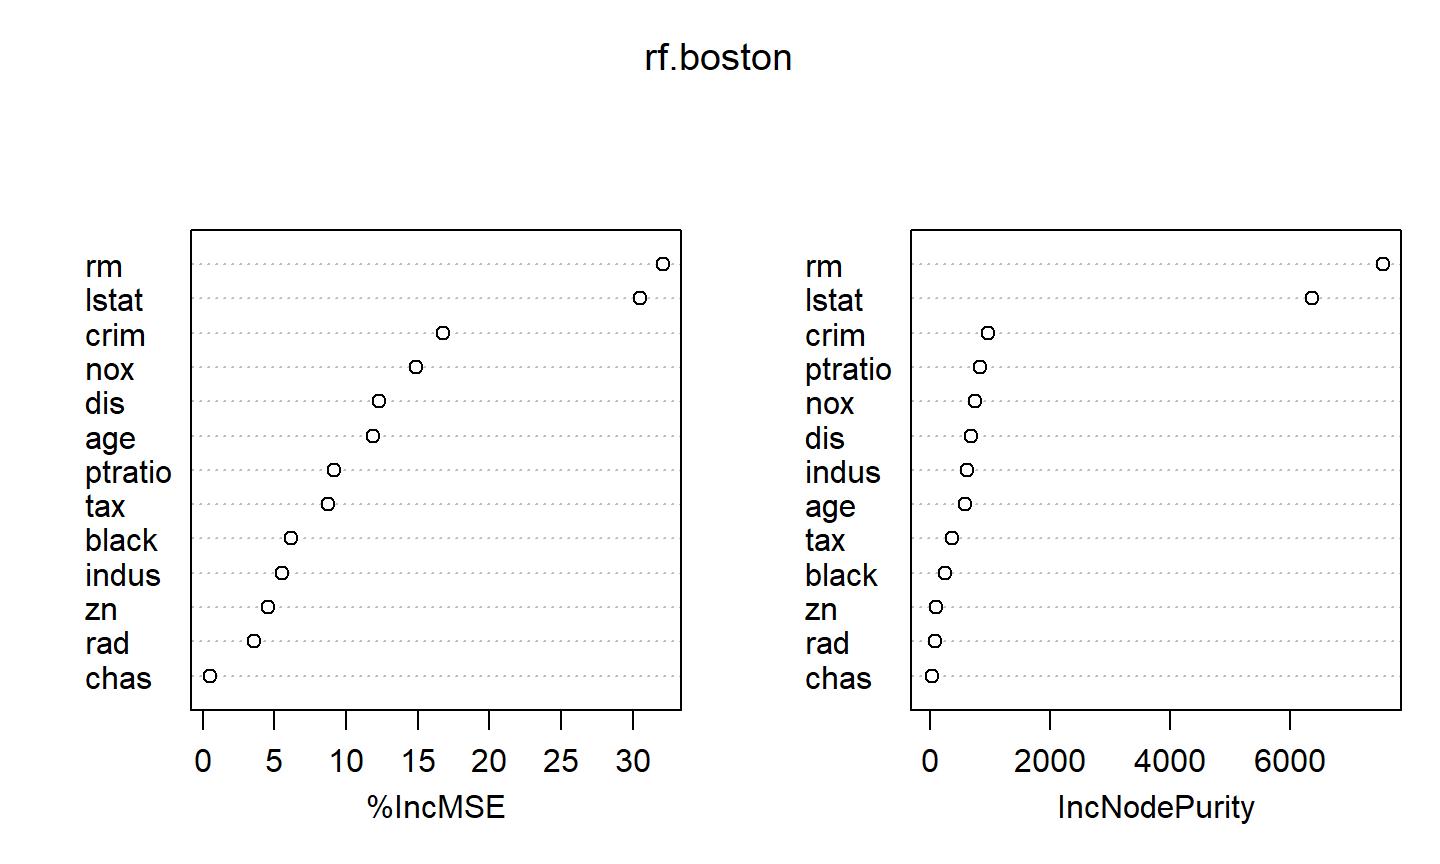 rf.boston
rm
lstat
crim
nox
dis
age
ptratio
tax
black
indus
zn
rad
chas
0 5 10 15 20 25 30
%IncMSE
rm
lstat
crim
ptratio
nox
dis
indus
age
tax
black
zn
rad
chas
0 2000 4000 6000
IncNodePurity